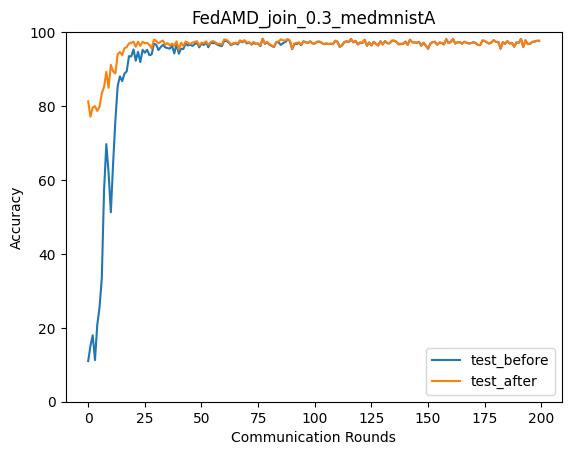 FedAMD_join_0.3_medmnistA
Accuracy
100
80
60
40
20
0
0 25 50 75 100 125 150 175 200
Communication Rounds
test_before
test_after